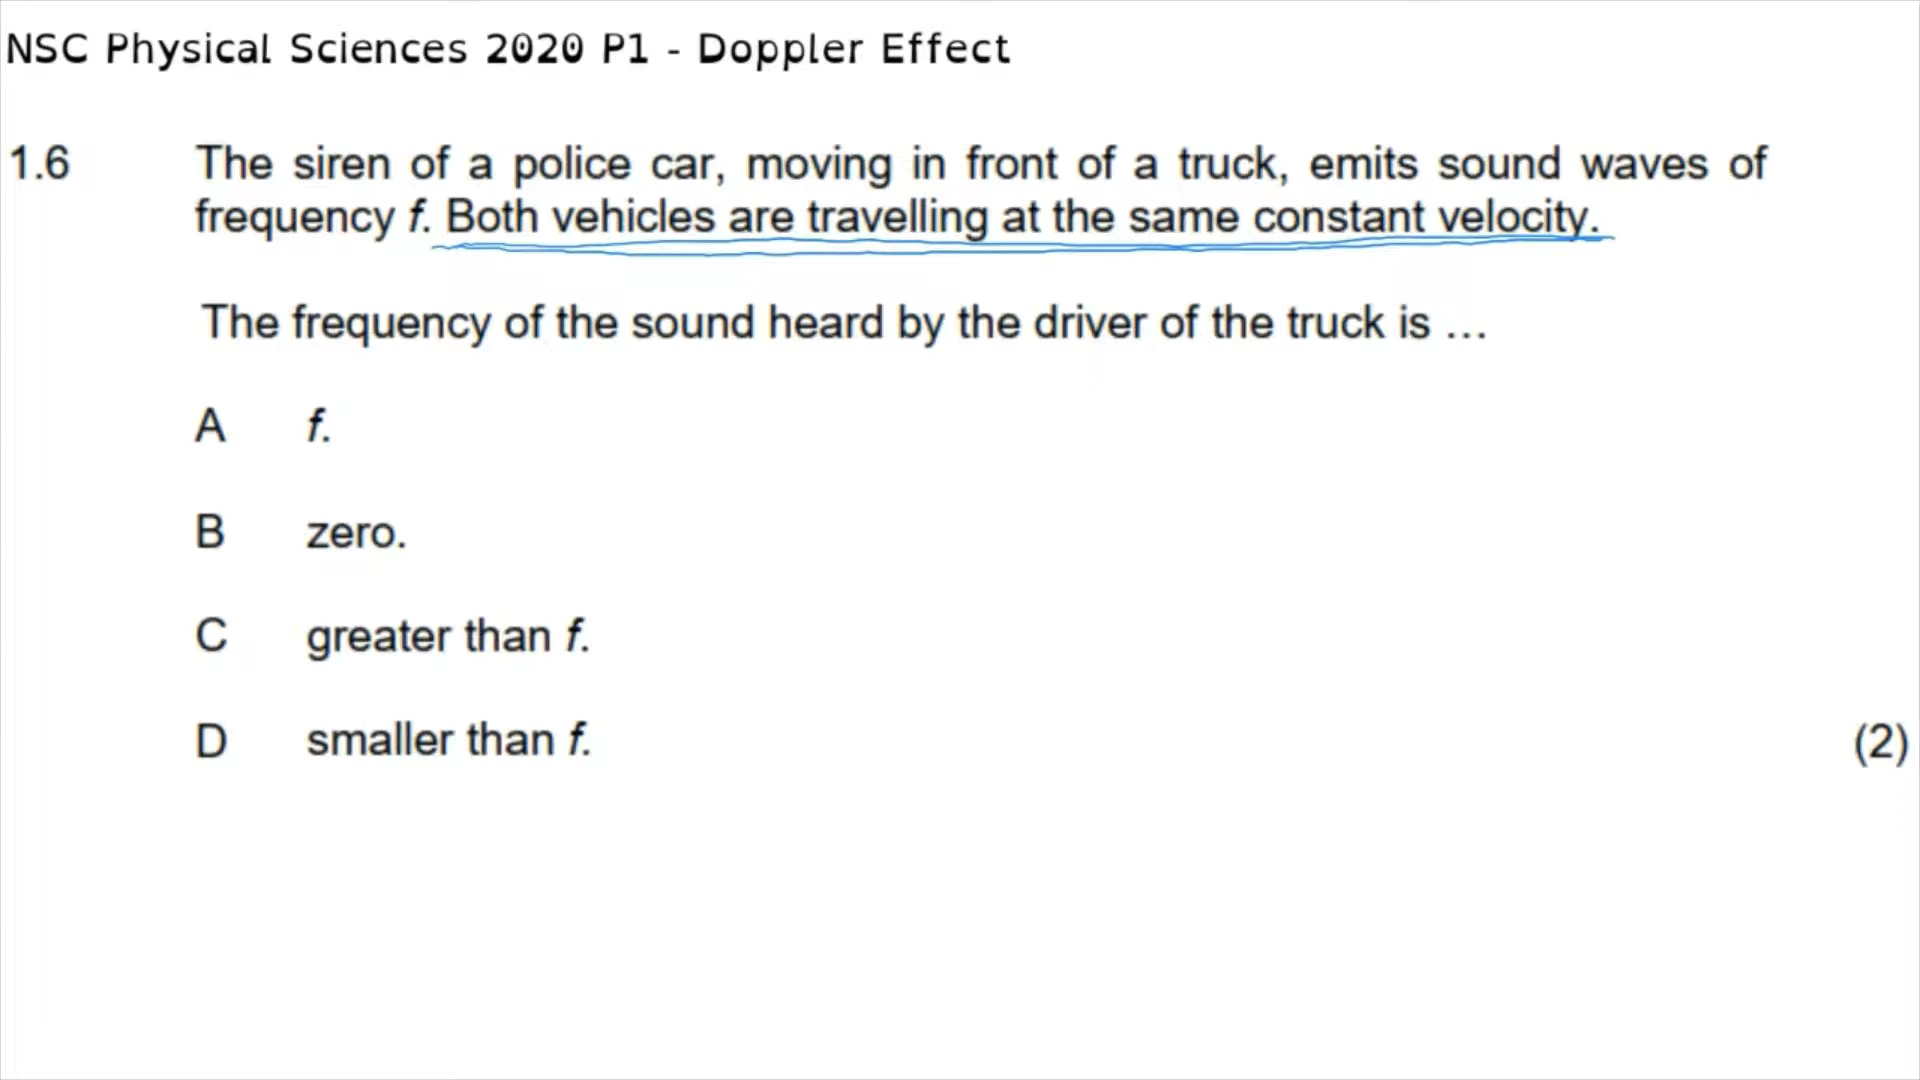 NSC Physical Sciences 2020 P1 - Doppler Effect
1.6 The siren of a police car, moving in front of a truck, emits sound waves of
frequency f. Both vehicles are travelling at the same constant velocity.
The frequency of the sound heard by the driver of the truck is ...
A f.
B zero.
C greater than f.
D smaller than f. (2)